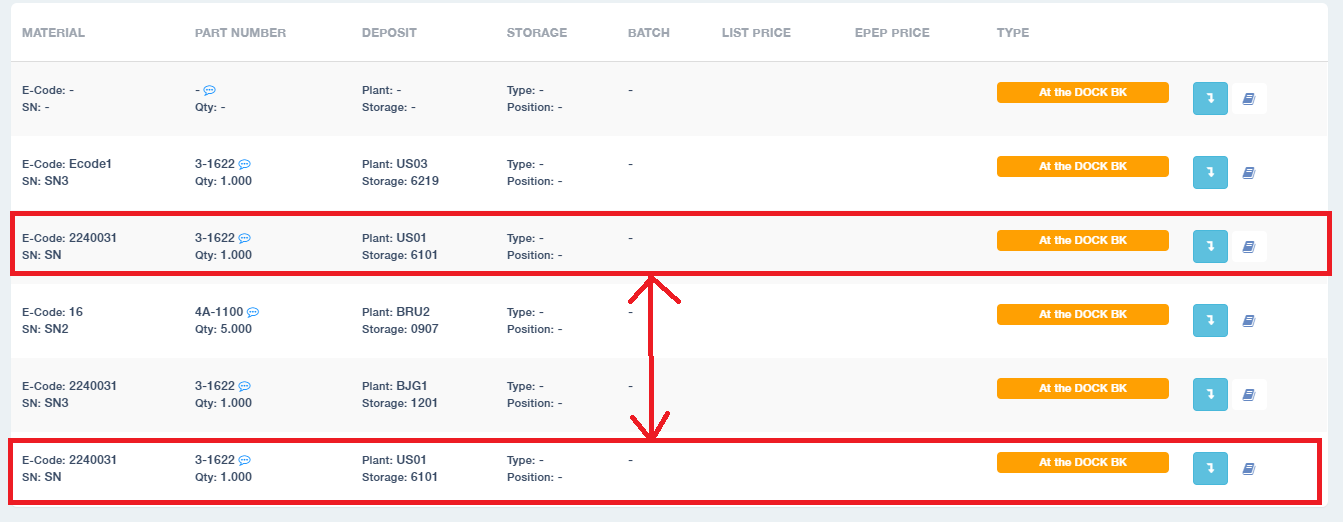 MATERIAL PART NUMBER DEPOSIT STORAGE BATCH LIST PRICE EPEP PRICE TYPE
E-Code: - - Plant: - Type: - - At the DOCK BK
SN: - Qty: - Storage: - Position: -
E-Code: Ecode1 3-1622 Plant: US03 Type: - - At the DOCK BK
SN: SN3 Qty: 1.000 Storage: 6219 Position: -
E-Code: 2240031 3-1622 Plant: US01 Type: - - At the DOCK BK
SN: SN Qty: 1.000 Storage: 6101 Position: -
E-Code: 16 4A-1100 Plant: BRU2 Type: - - At the DOCK BK
SN: SN2 Qty: 5.000 Storage: 0907 Position: -
E-Code: 2240031 3-1622 Plant: BJG1 Type: - - At the DOCK BK
SN: SN3 Qty: 1.000 Storage: 1201 Position: -
E-Code: 2240031 3-1622 Plant: US01 Type: - - At the DOCK BK
SN: SN Qty: 1.000 Storage: 6101 Position: -